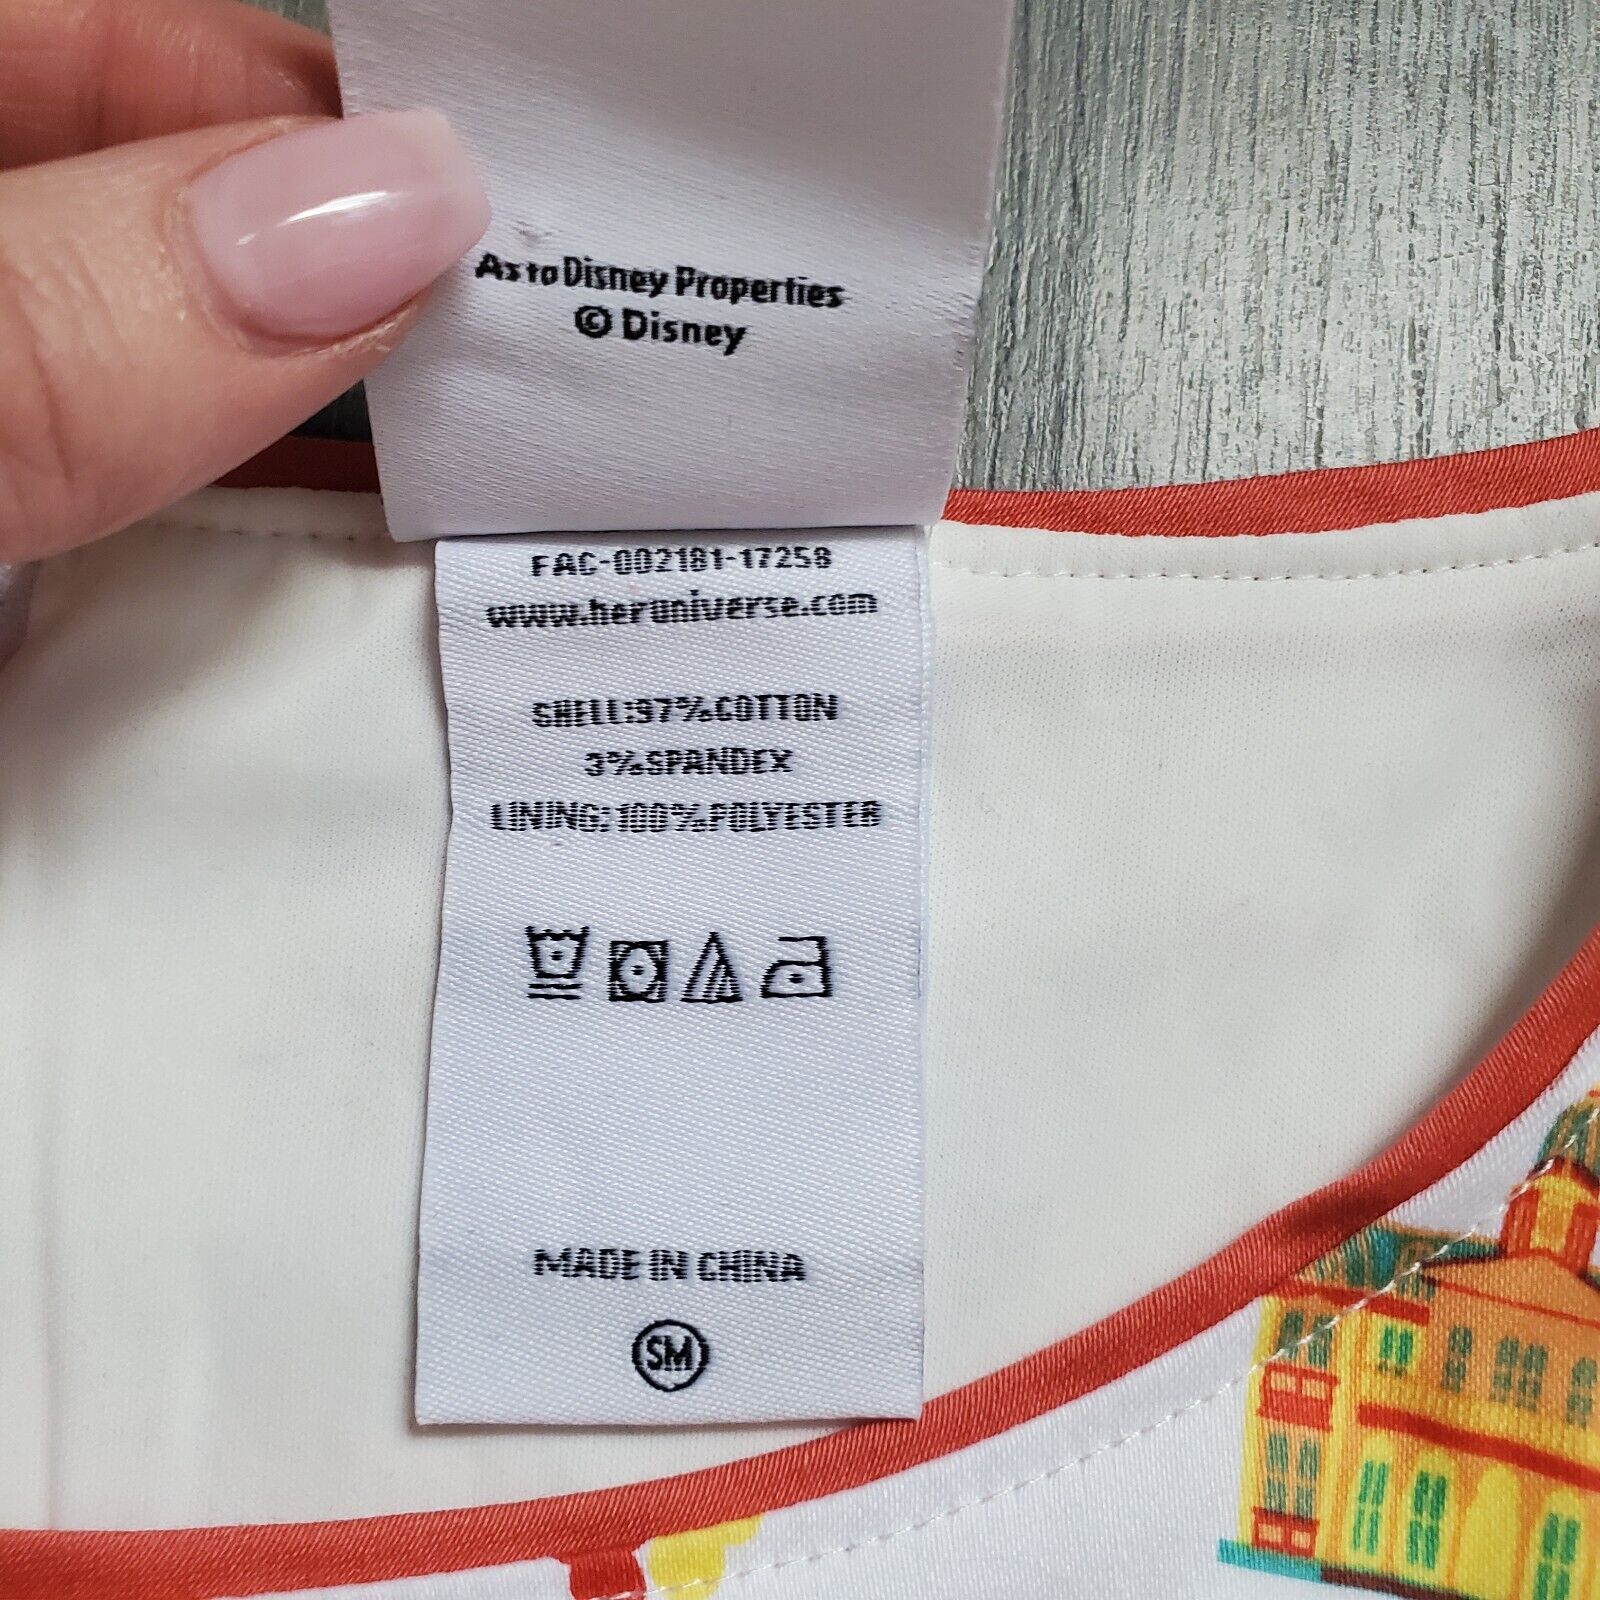 As to Disney Properties
© Disney
FAC-002181-17258
www.heruniverse.com
SHELL:97%COTTON
3%SPANDEX
LINING:100%POLYESTER
MADE IN CHINA
SM